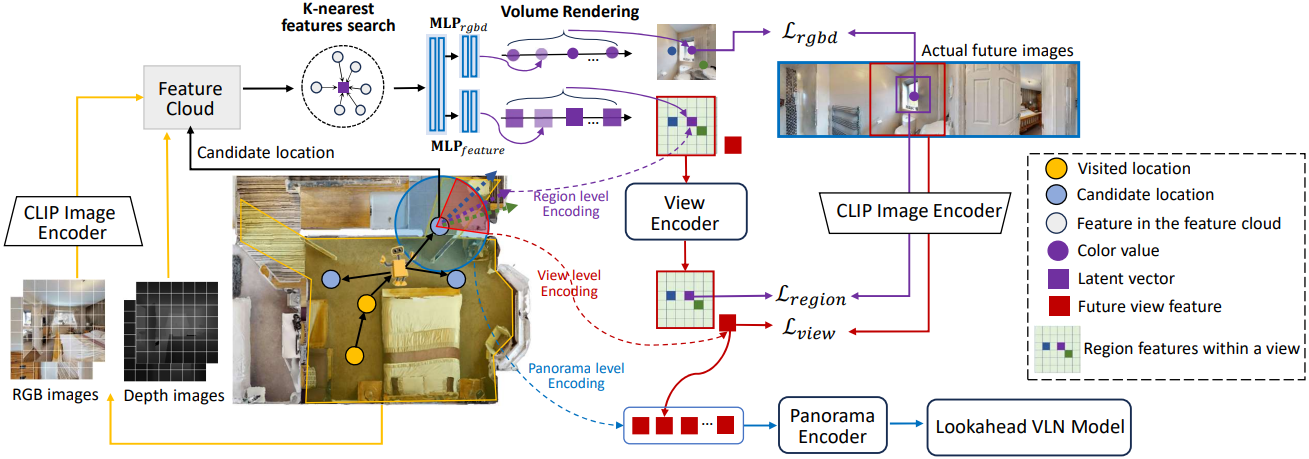 K-nearest
features search
MLP_rgbd
Volume Rendering
ℒ_rgbd
Actual future images
Feature
Cloud
MLP_feature
Candidate location
CLIP Image
Encoder
Region level
Encoding
View
Encoder
CLIP Image Encoder
View level
Encoding
ℒ_region
ℒ_view
Panorama level
Encoding
RGB images
Depth images
...
Panorama
Encoder
Lookahead VLN Model
Visited location
Candidate location
Feature in the feature cloud
Color value
Latent vector
Future view feature
Region features within a view